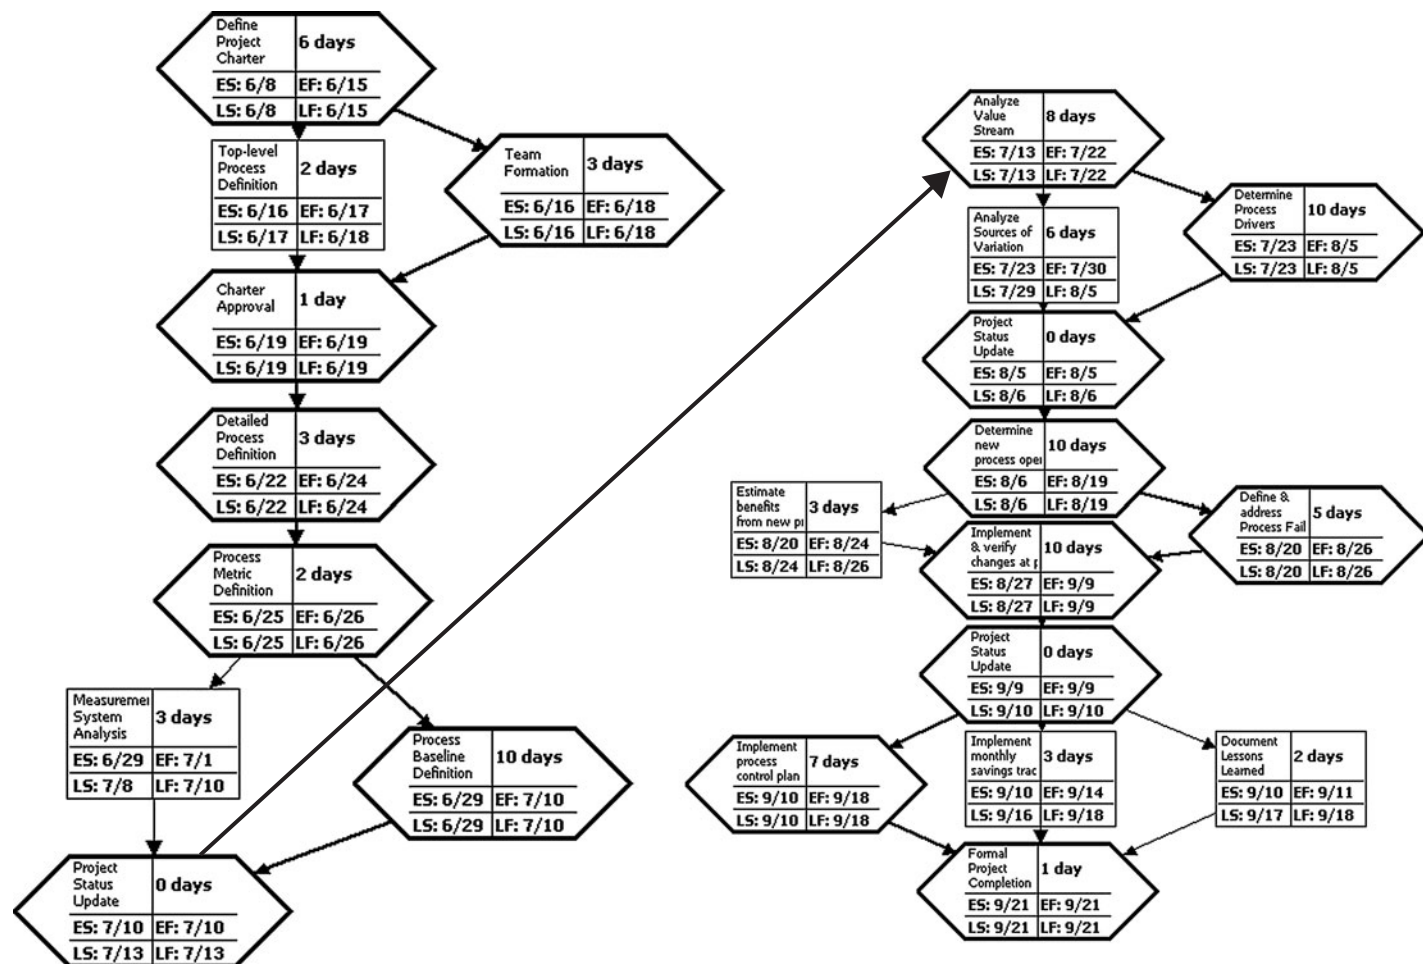 Define
Project
Charter
6 days
ES: 6/8 EF: 6/15
LS: 6/8 LF: 6/15
Top-level
Process
Definition
2 days
ES: 6/16 EF: 6/17
LS: 6/17 LF: 6/18
Team
Formation
3 days
ES: 6/16 EF: 6/18
LS: 6/16 LF: 6/18
Charter
Approval
1 day
ES: 6/19 EF: 6/19
LS: 6/19 LF: 6/19
Detailed
Process
Definition
3 days
ES: 6/22 EF: 6/24
LS: 6/22 LF: 6/24
Process
Metric
Definition
2 days
ES: 6/25 EF: 6/26
LS: 6/25 LF: 6/26
Measuremen
System
Analysis
3 days
ES: 6/29 EF: 7/1
LS: 7/8 LF: 7/10
Process
Baseline
Definition
10 days
ES: 6/29 EF: 7/10
LS: 6/29 LF: 7/10
Project
Status
Update
0 days
ES: 7/10 EF: 7/10
LS: 7/13 LF: 7/13
Analyze
Value
Stream
8 days
ES: 7/13 EF: 7/22
LS: 7/13 LF: 7/22
Determine
Process
Drivers
10 days
ES: 7/23 EF: 8/5
LS: 7/23 LF: 8/5
Analyze
Sources of
Variation
6 days
ES: 7/23 EF: 7/30
LS: 7/29 LF: 8/5
Project
Status
Update
0 days
ES: 8/5 EF: 8/5
LS: 8/6 LF: 8/6
Determine
new
process oper
10 days
ES: 8/6 EF: 8/19
LS: 8/6 LF: 8/19
Estimate
benefits
from new pr
3 days
ES: 8/20 EF: 8/24
LS: 8/24 LF: 8/26
Define &
address
Process Fail
5 days
ES: 8/20 EF: 8/26
LS: 8/20 LF: 8/26
Implement
& verify
changes at p
10 days
ES: 8/27 EF: 9/9
LS: 8/27 LF: 9/9
Project
Status
Update
0 days
ES: 9/9 EF: 9/9
LS: 9/10 LF: 9/10
Implement
process
control plan
7 days
ES: 9/10 EF: 9/18
LS: 9/10 LF: 9/18
Implement
monthly
savings trac
3 days
ES: 9/10 EF: 9/14
LS: 9/16 LF: 9/18
Document
Lessons
Learned
2 days
ES: 9/10 EF: 9/11
LS: 9/17 LF: 9/18
Formal
Project
Completion
1 day
ES: 9/21 EF: 9/21
LS: 9/21 LF: 9/21